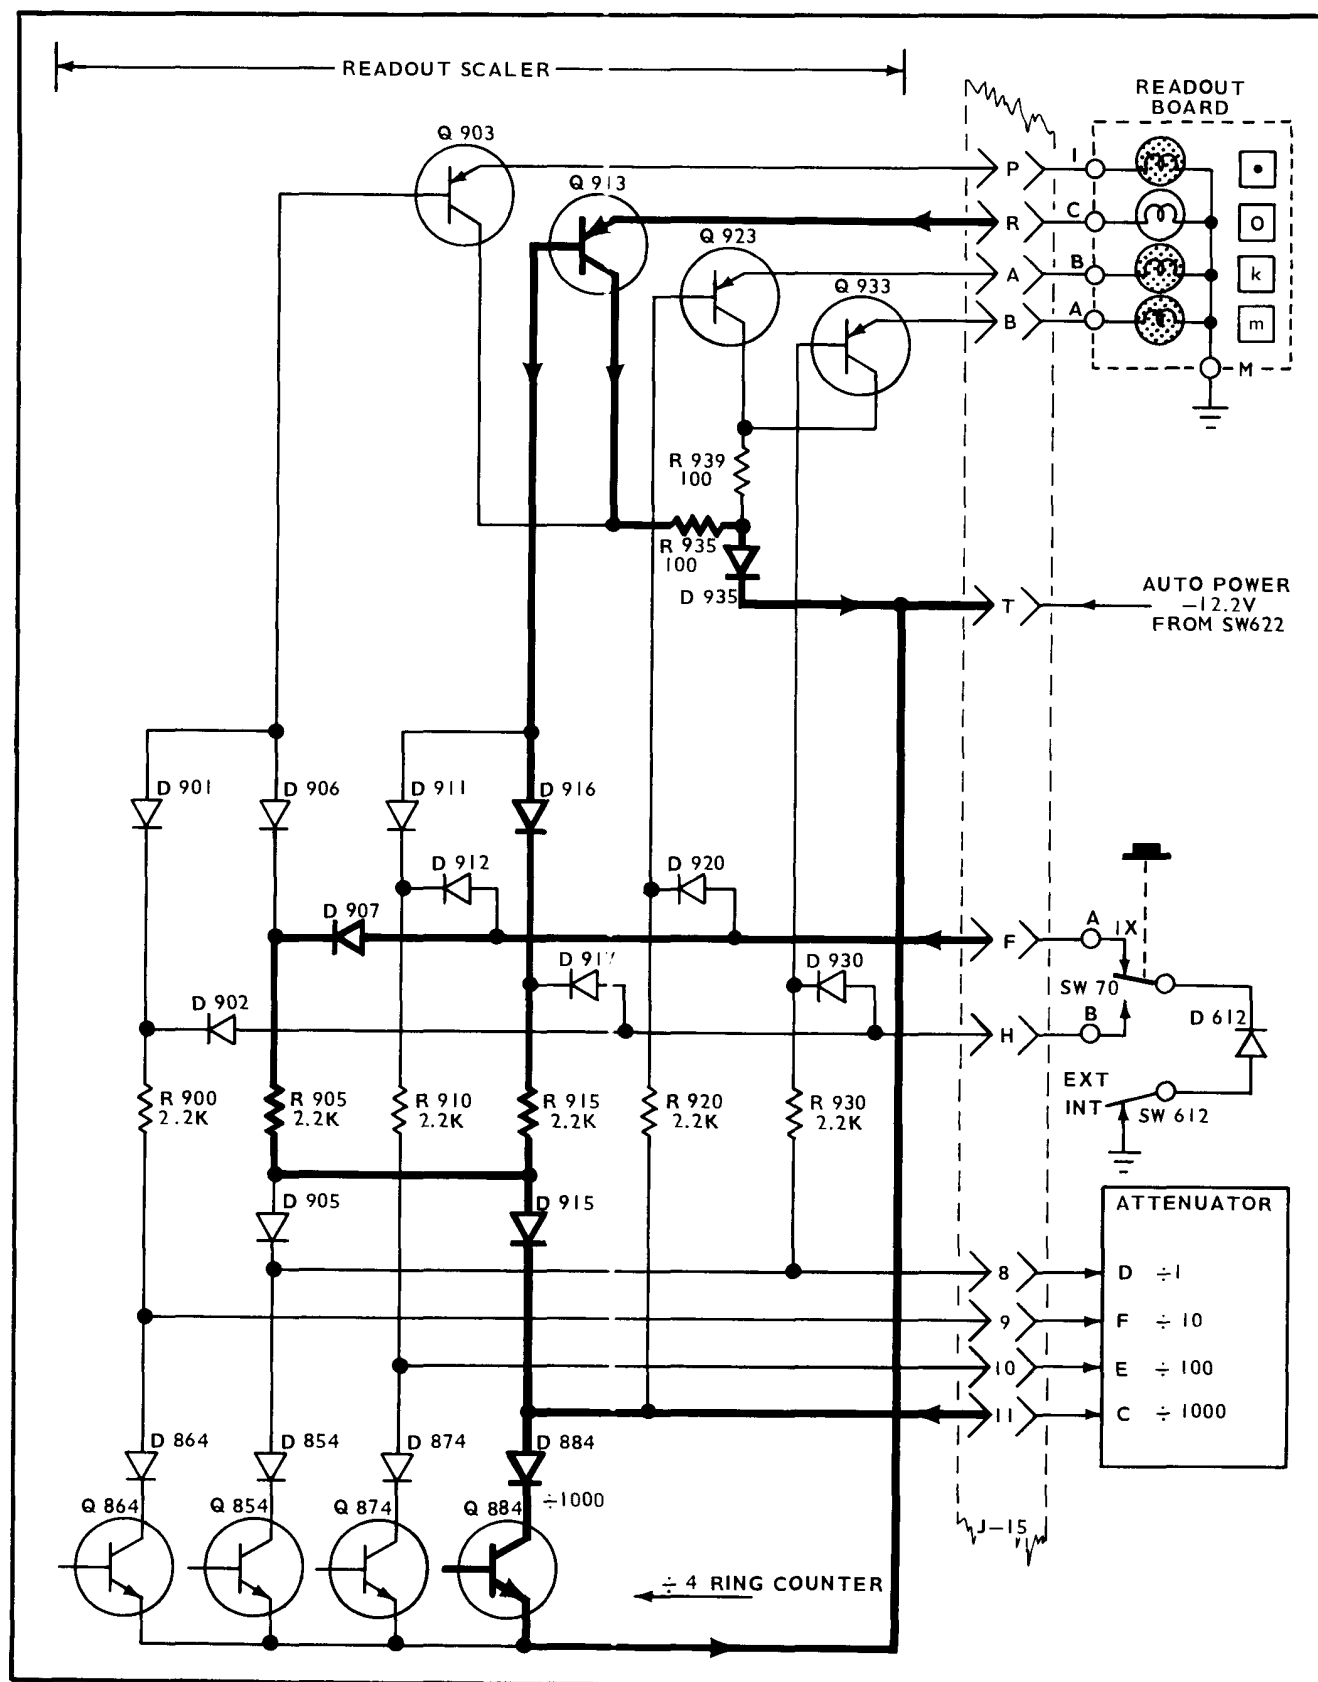 READOUT SCALER
READOUT
BOARD
Q 903
Q 913
Q 923
Q 933
P
I
R
C
O
A
B
k
B
A
m
M
R 939
100
R 935
100
D 935
T
AUTO POWER
-12.2V
FROM SW622
D 901
D 906
D 911
D 916
D 912
D 920
D 907
F
A
1X
D 917
D 930
SW 70
D 902
H
B
D 612
R 900
2.2K
R 905
2.2K
R 910
2.2K
R 915
2.2K
R 920
2.2K
R 930
2.2K
EXT
INT
SW 612
D 905
D 915
ATTENUATOR
8
D ÷1
9
F ÷ 10
10
E ÷ 100
11
C ÷ 1000
D 864
D 854
D 874
D 884
÷1000
Q 864
Q 854
Q 874
Q 884
J-15
÷ 4 RING COUNTER